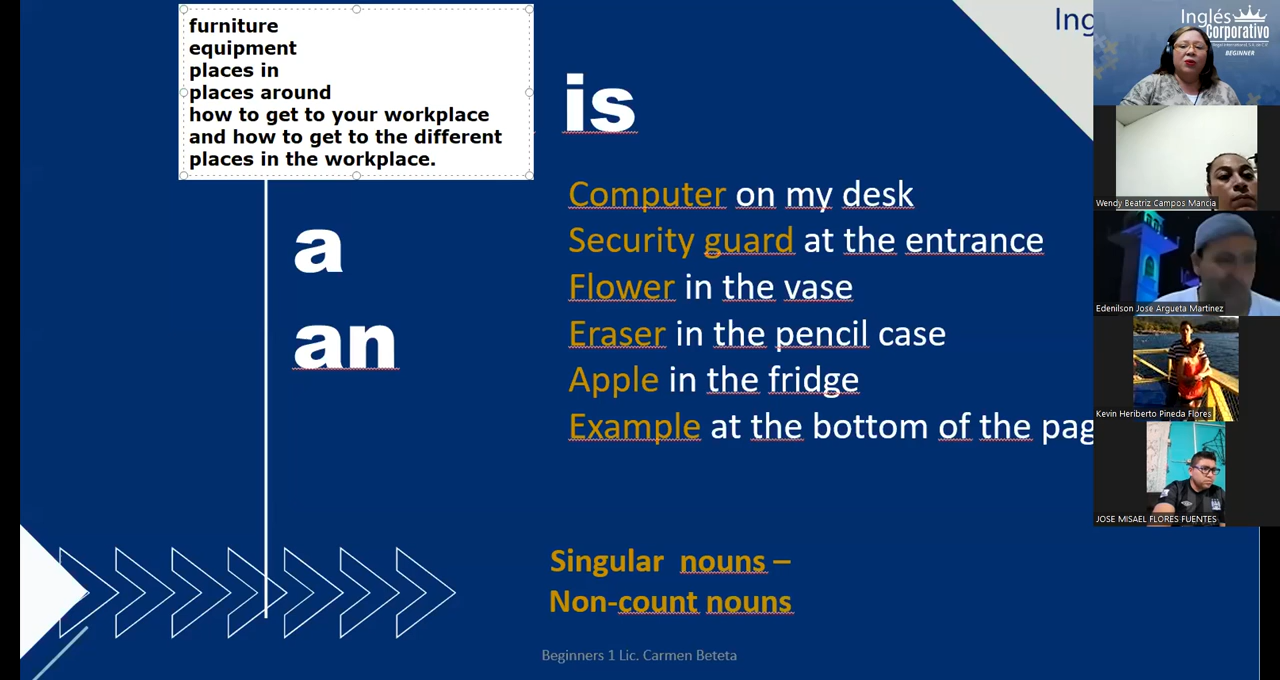 furniture
equipment
places in
places around
how to get to your workplace
and how to get to the different
places in the workplace.
is
a
an
Computer on my desk
Security guard at the entrance
Flower in the vase
Eraser in the pencil case
Apple in the fridge
Example at the bottom of the pag
Singular nouns –
Non-count nouns
Beginners 1 Lic. Carmen Beteta
Ing
Inglés
Corporativo
BEGINNER
Wendy Beatriz Campos Mancia
Edenilson Jose Argueta Martinez
Kevin Heriberto Pineda Flores
JOSE MISAEL FLORES FUENTES